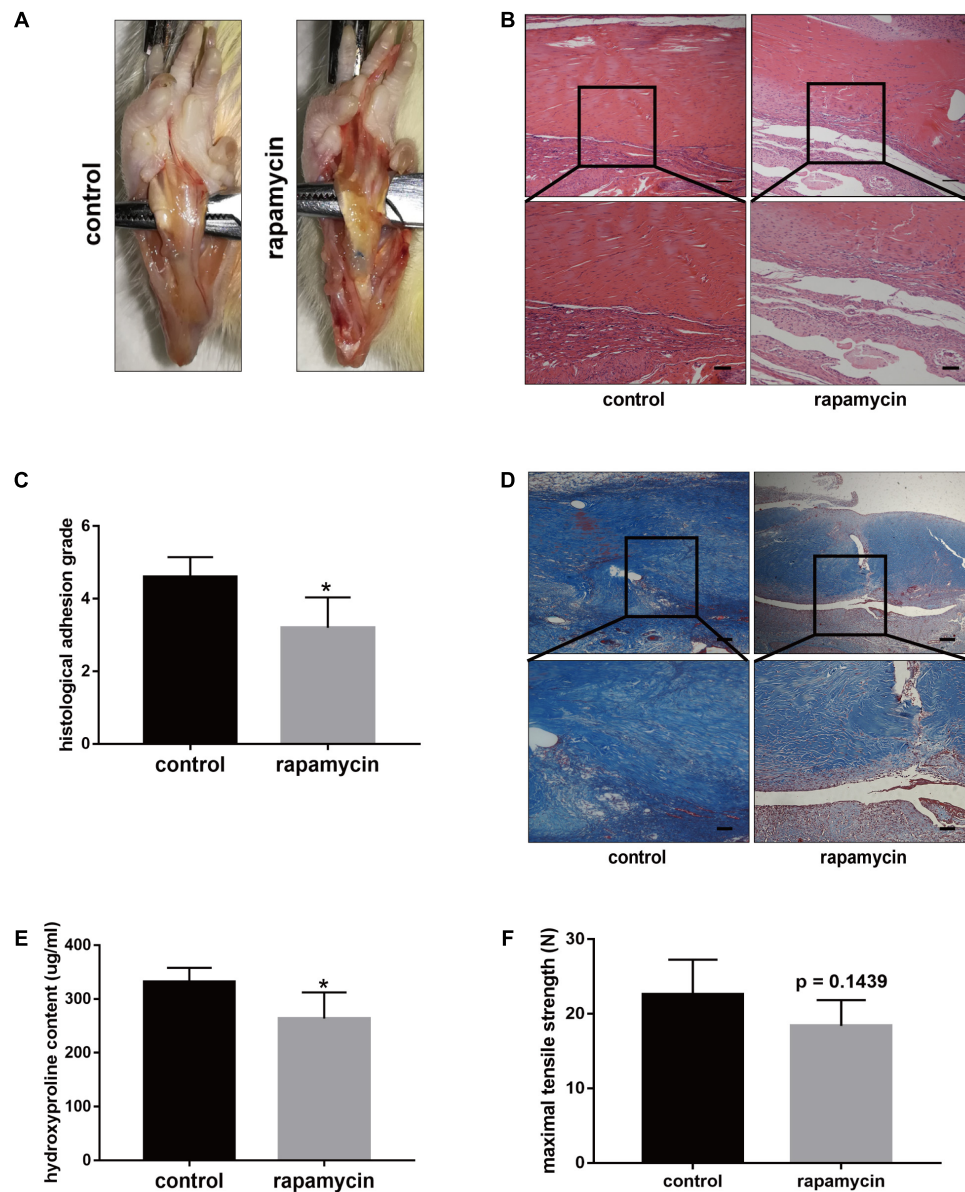 A
control
rapamycin
B
control
rapamycin
C
histological adhesion grade
6
4
2
0
*
control
rapamycin
D
control
rapamycin
E
hydroxyproline content (ug/ml)
400
300
200
100
0
*
control
rapamycin
F
maximal tensile strength (N)
30
20
10
0
p = 0.1439
control
rapamycin